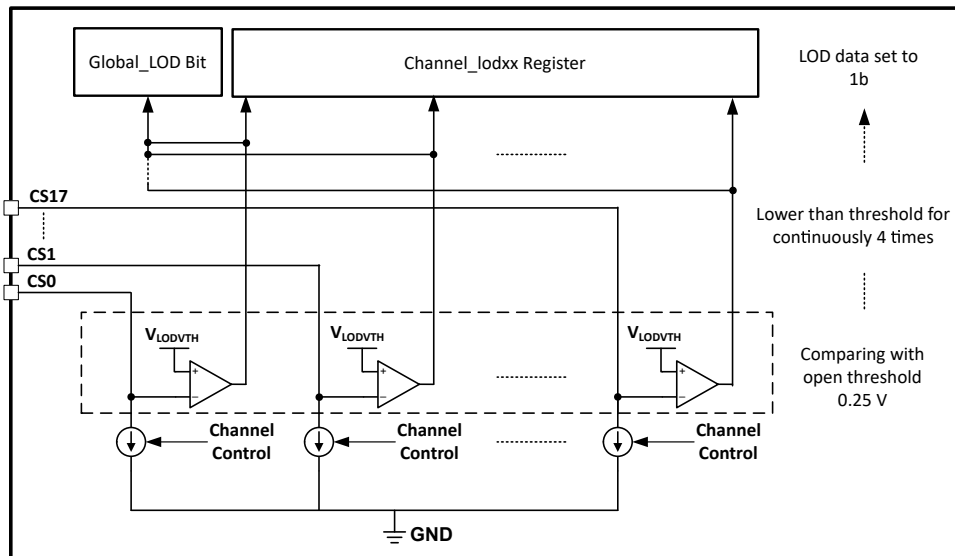 Global_LOD Bit
Channel_lodxx Register
LOD data set to
1b
CS17
CS1
CS0
Lower than threshold for
continuously 4 times
VLODVTH
VLODVTH
VLODVTH
+
−
+
−
+
−
Comparing with
open threshold
0.25 V
Channel
Control
Channel
Control
Channel
Control
GND